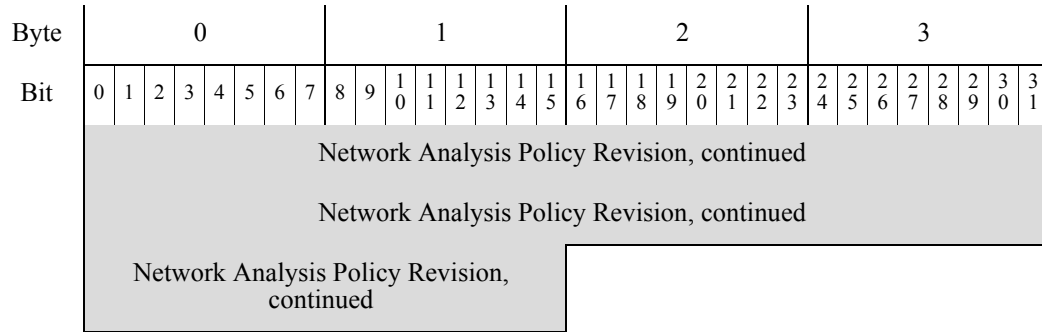 Byte 0 1 2 3
Bit 0 1 2 3 4 5 6 7 8 9 10 11 12 13 14 15 16 17 18 19 20 21 22 23 24 25 26 27 28 29 30 31
Network Analysis Policy Revision, continued
Network Analysis Policy Revision, continued
Network Analysis Policy Revision,
continued